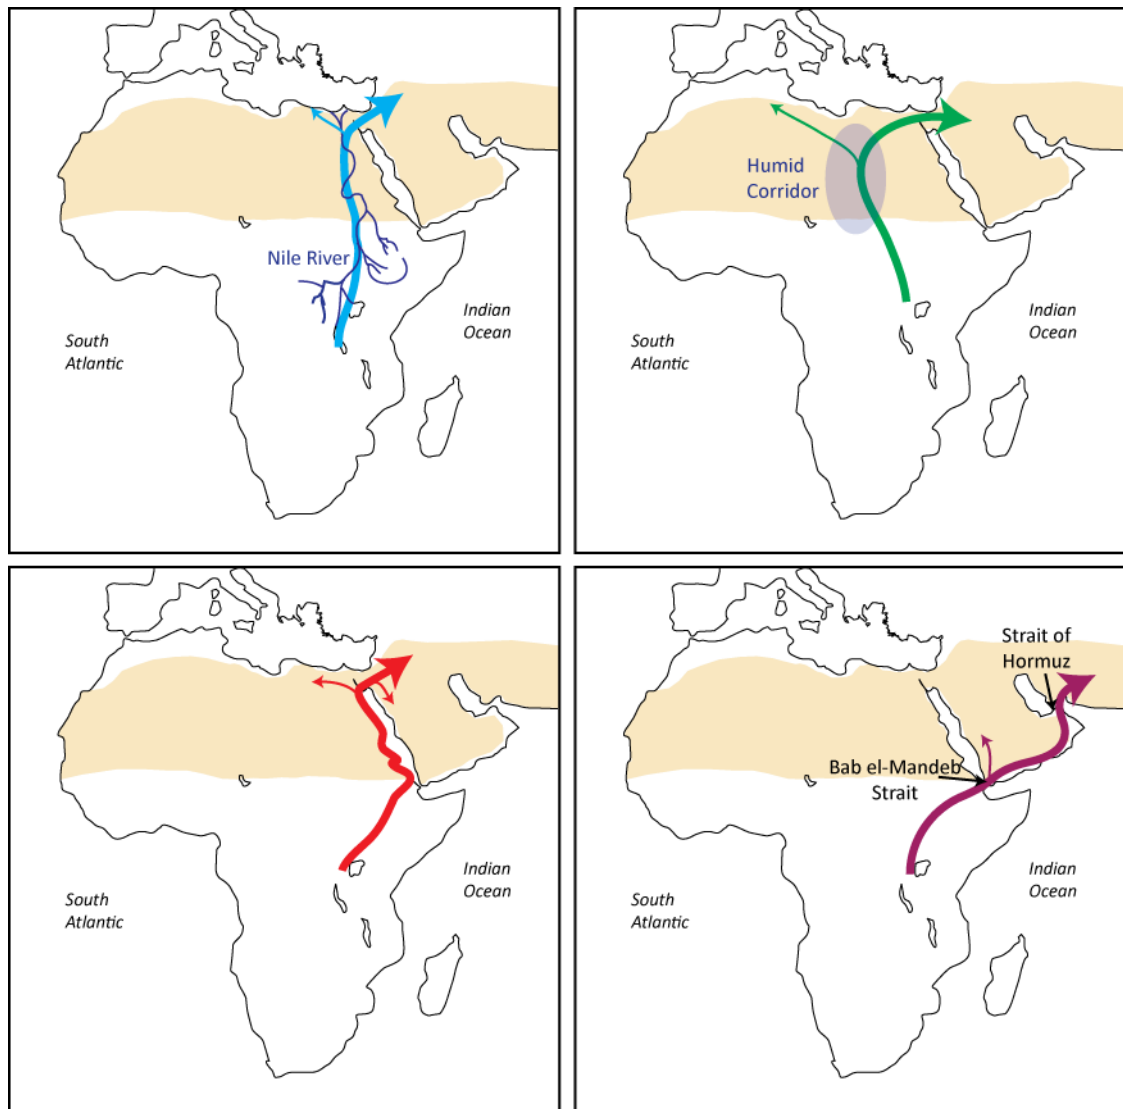 Nile River
South
Atlantic
Indian
Ocean
Humid
Corridor
South
Atlantic
Indian
Ocean
South
Atlantic
Indian
Ocean
Strait of
Hormuz
Bab el-Mandeb
Strait
South
Atlantic
Indian
Ocean